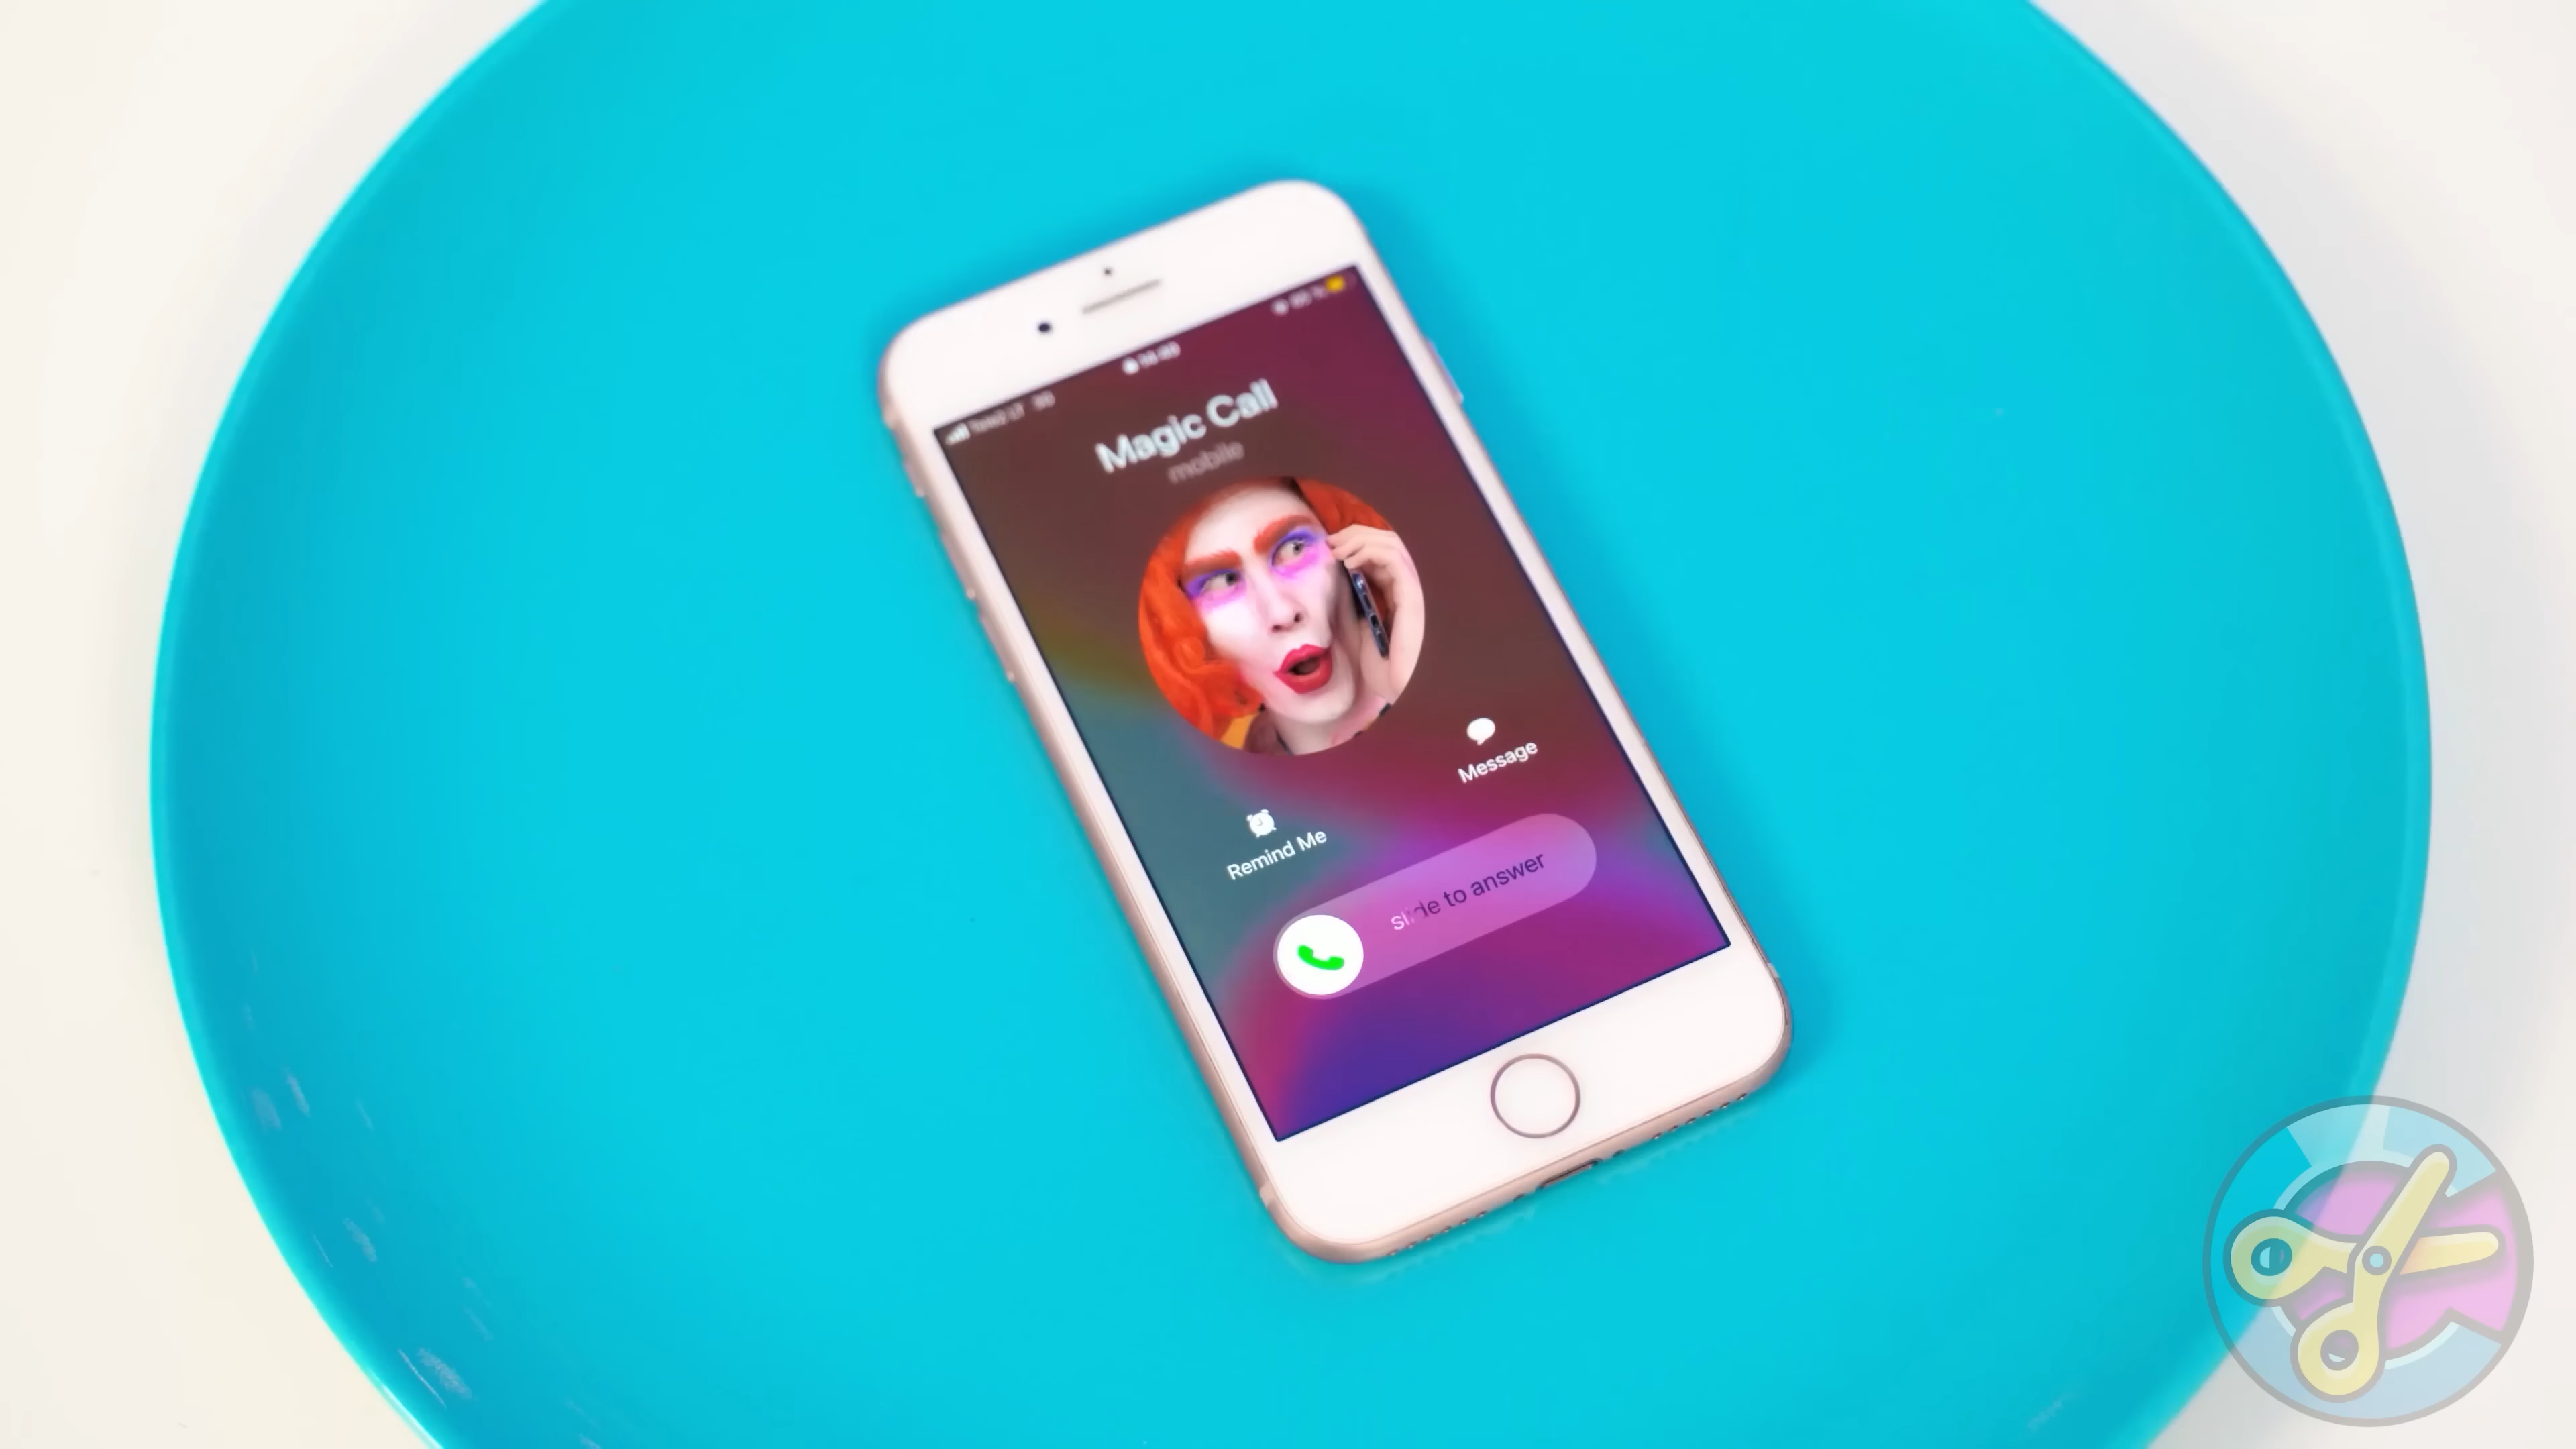 Magic Call
mobile
Message
Remind Me
slide to answer